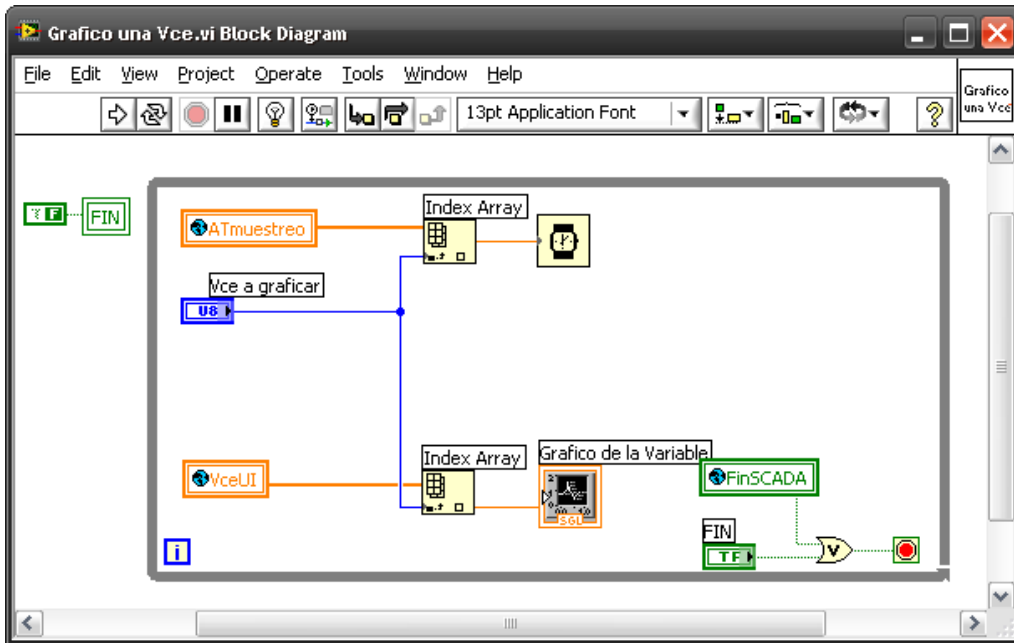 Grafico una Vce.vi Block Diagram
File Edit View Project Operate Tools Window Help
13pt Application Font
?
Grafico
una Vce
F
FIN
ATmuestreo
Index Array
Vce a graficar
U8
VceUI
Index Array
Grafico de la Variable
SGL
FinSCADA
FIN
TF
V
i